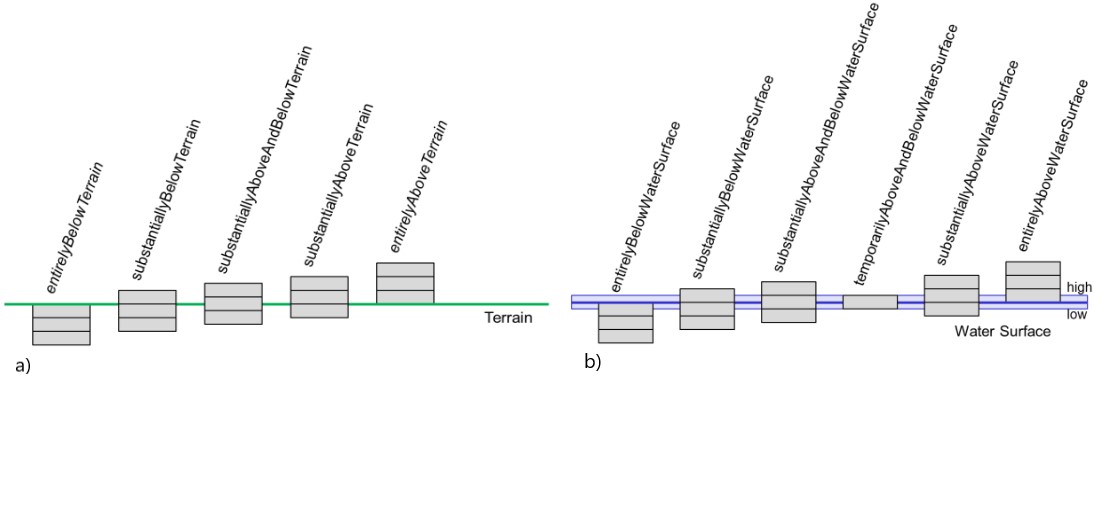 entirelyBelowTerrain
substantiallyBelowTerrain
substantiallyAboveAndBelowTerrain
substantiallyAboveTerrain
entirelyAboveTerrain
Terrain
a)
entirelyBelowWaterSurface
substantiallyBelowWaterSurface
substantiallyAboveAndBelowWaterSurface
temporarilyAboveAndBelowWaterSurface
substantiallyAboveWaterSurface
entirelyAboveWaterSurface
high
low
Water Surface
b)